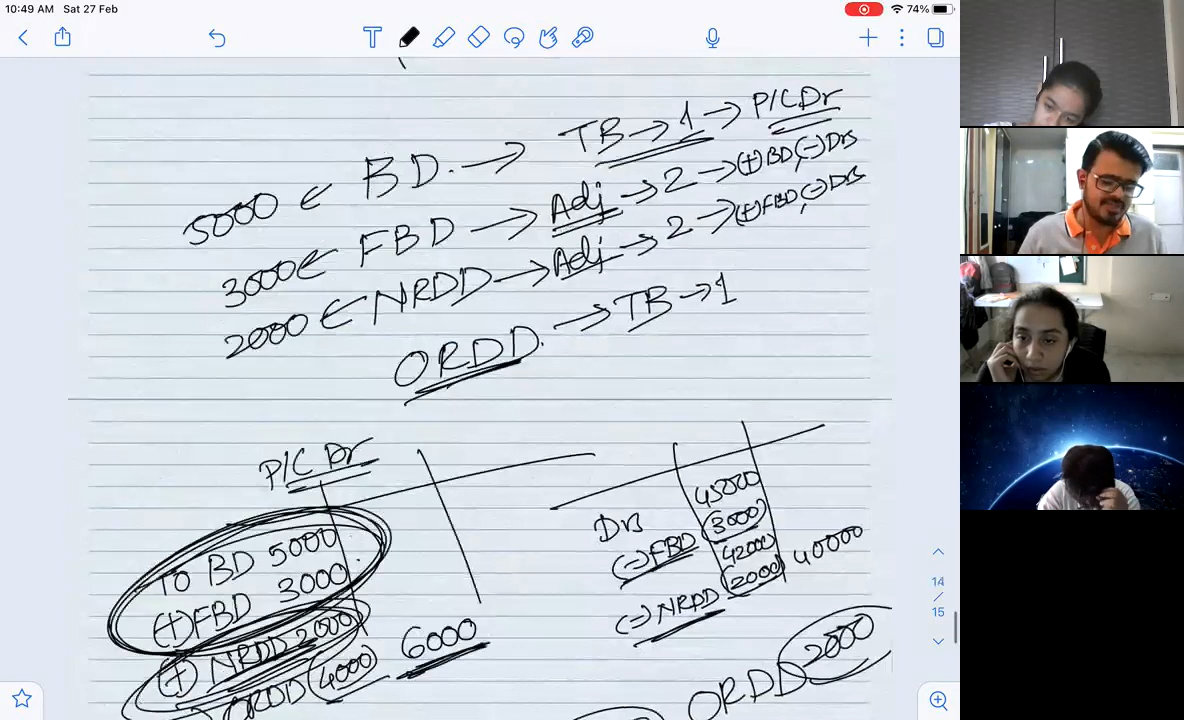 10:49 AM Sat 27 Feb
74%
5000 ← BD. → TB → 1 → P/L Dr
3000 ← FBD → Adj → 2 → (+)BD, (-) DRS
2000 ← NRDD → Adj → 2 → (+)FBD, (-) DRS
ORDD. → TB → 1
P/L Dr
To BD 5000
(+) FBD 3000
(+) NRDD 2000
ORDD (4000) 6000
45000
DRS
(-) FBD (3000)
42000
(-) NRDD (2000) 40000
ORDD 2000
14
/
15